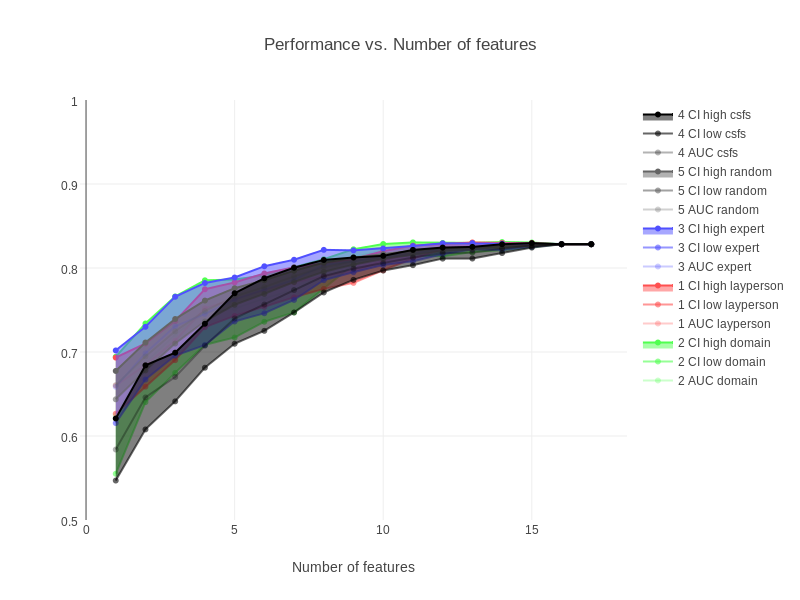 Performance vs. Number of features
1
0.9
0.8
0.7
0.6
0.5
0
5
10
15
Number of features
4 CI high csfs
4 CI low csfs
4 AUC csfs
5 CI high random
5 CI low random
5 AUC random
3 CI high expert
3 CI low expert
3 AUC expert
1 CI high layperson
1 CI low layperson
1 AUC layperson
2 CI high domain
2 CI low domain
2 AUC domain